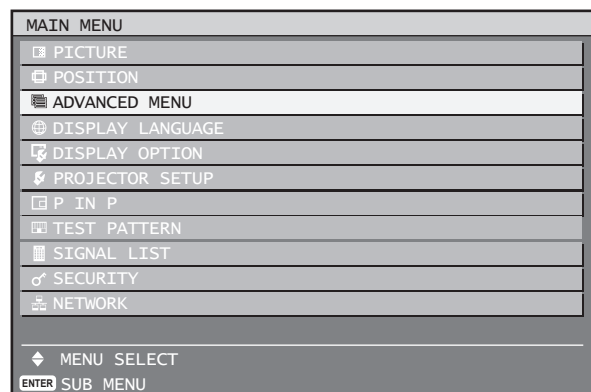 MAIN MENU
PICTURE
POSITION
ADVANCED MENU
DISPLAY LANGUAGE
DISPLAY OPTION
PROJECTOR SETUP
P IN P
TEST PATTERN
SIGNAL LIST
SECURITY
NETWORK
MENU SELECT
ENTER SUB MENU